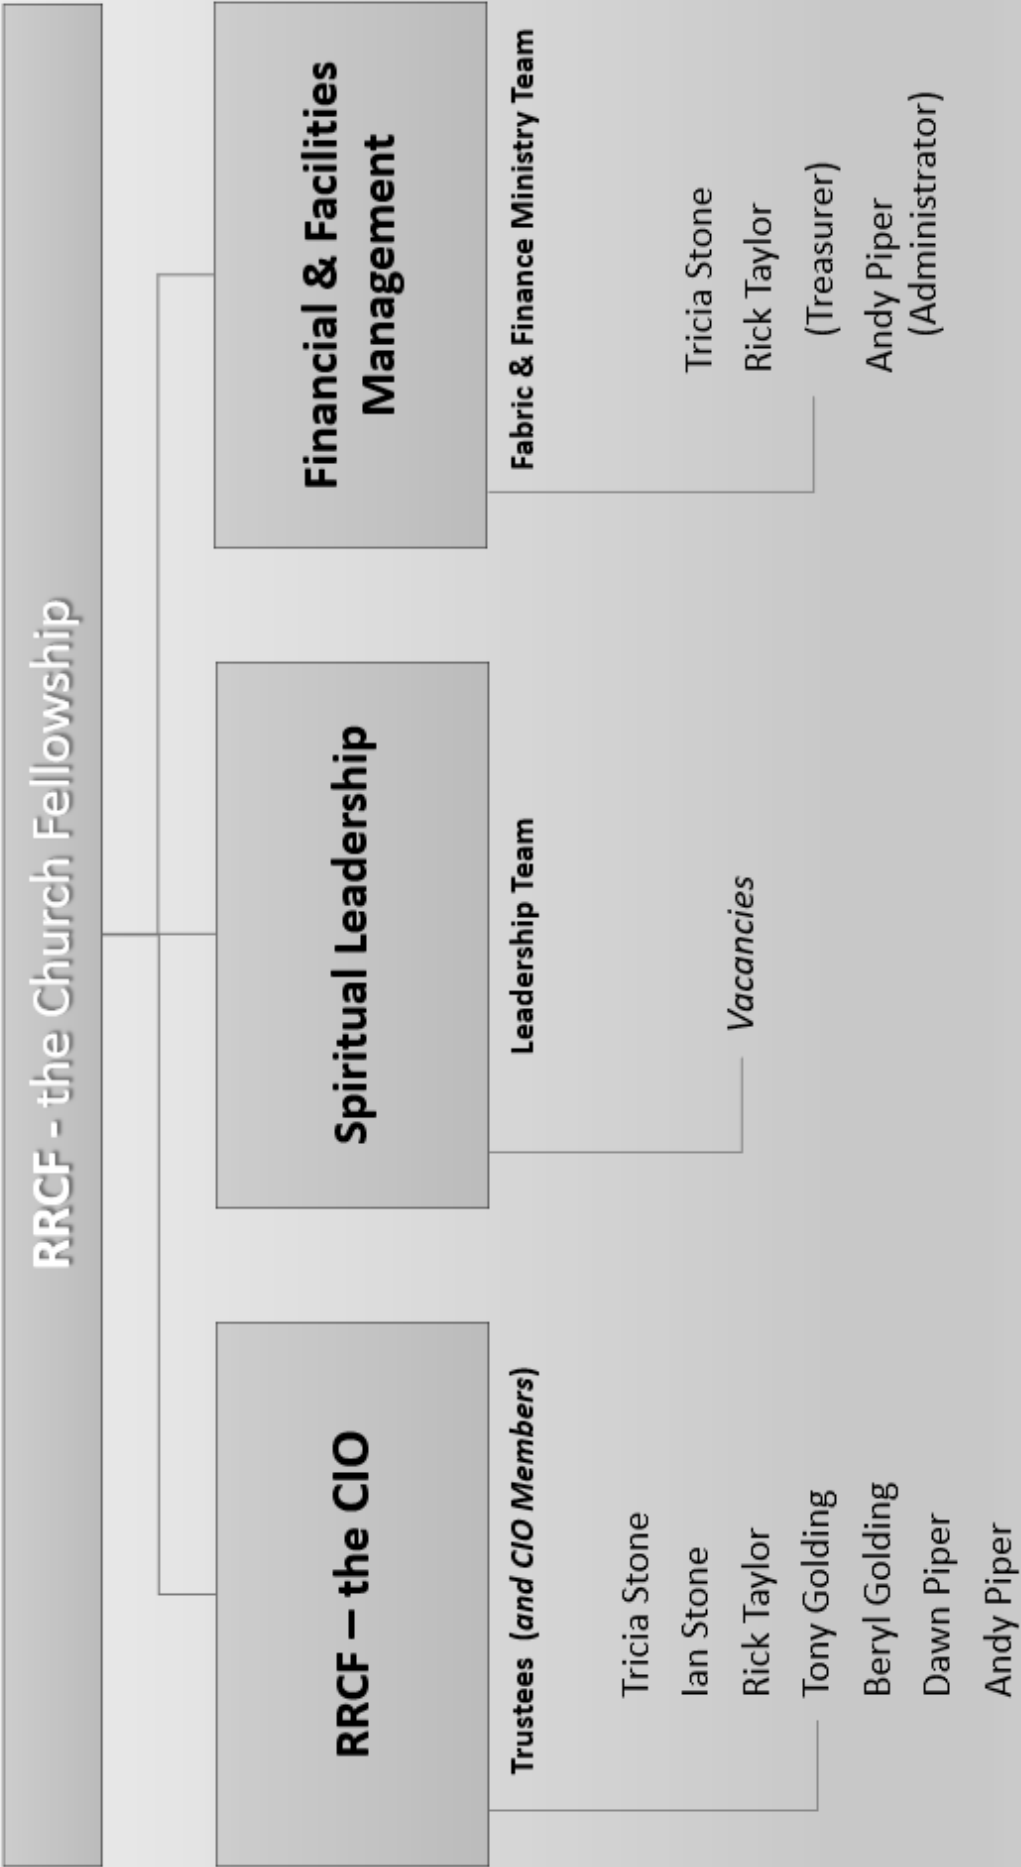 RRCF - the Church Fellowship
RRCF – the CIO
Trustees (and CIO Members)
Tricia Stone
Ian Stone
Rick Taylor
Tony Golding
Beryl Golding
Dawn Piper
Andy Piper
Spiritual Leadership
Leadership Team
Vacancies
Financial & Facilities
Management
Fabric & Finance Ministry Team
Tricia Stone
Rick Taylor
(Treasurer)
Andy Piper
(Administrator)